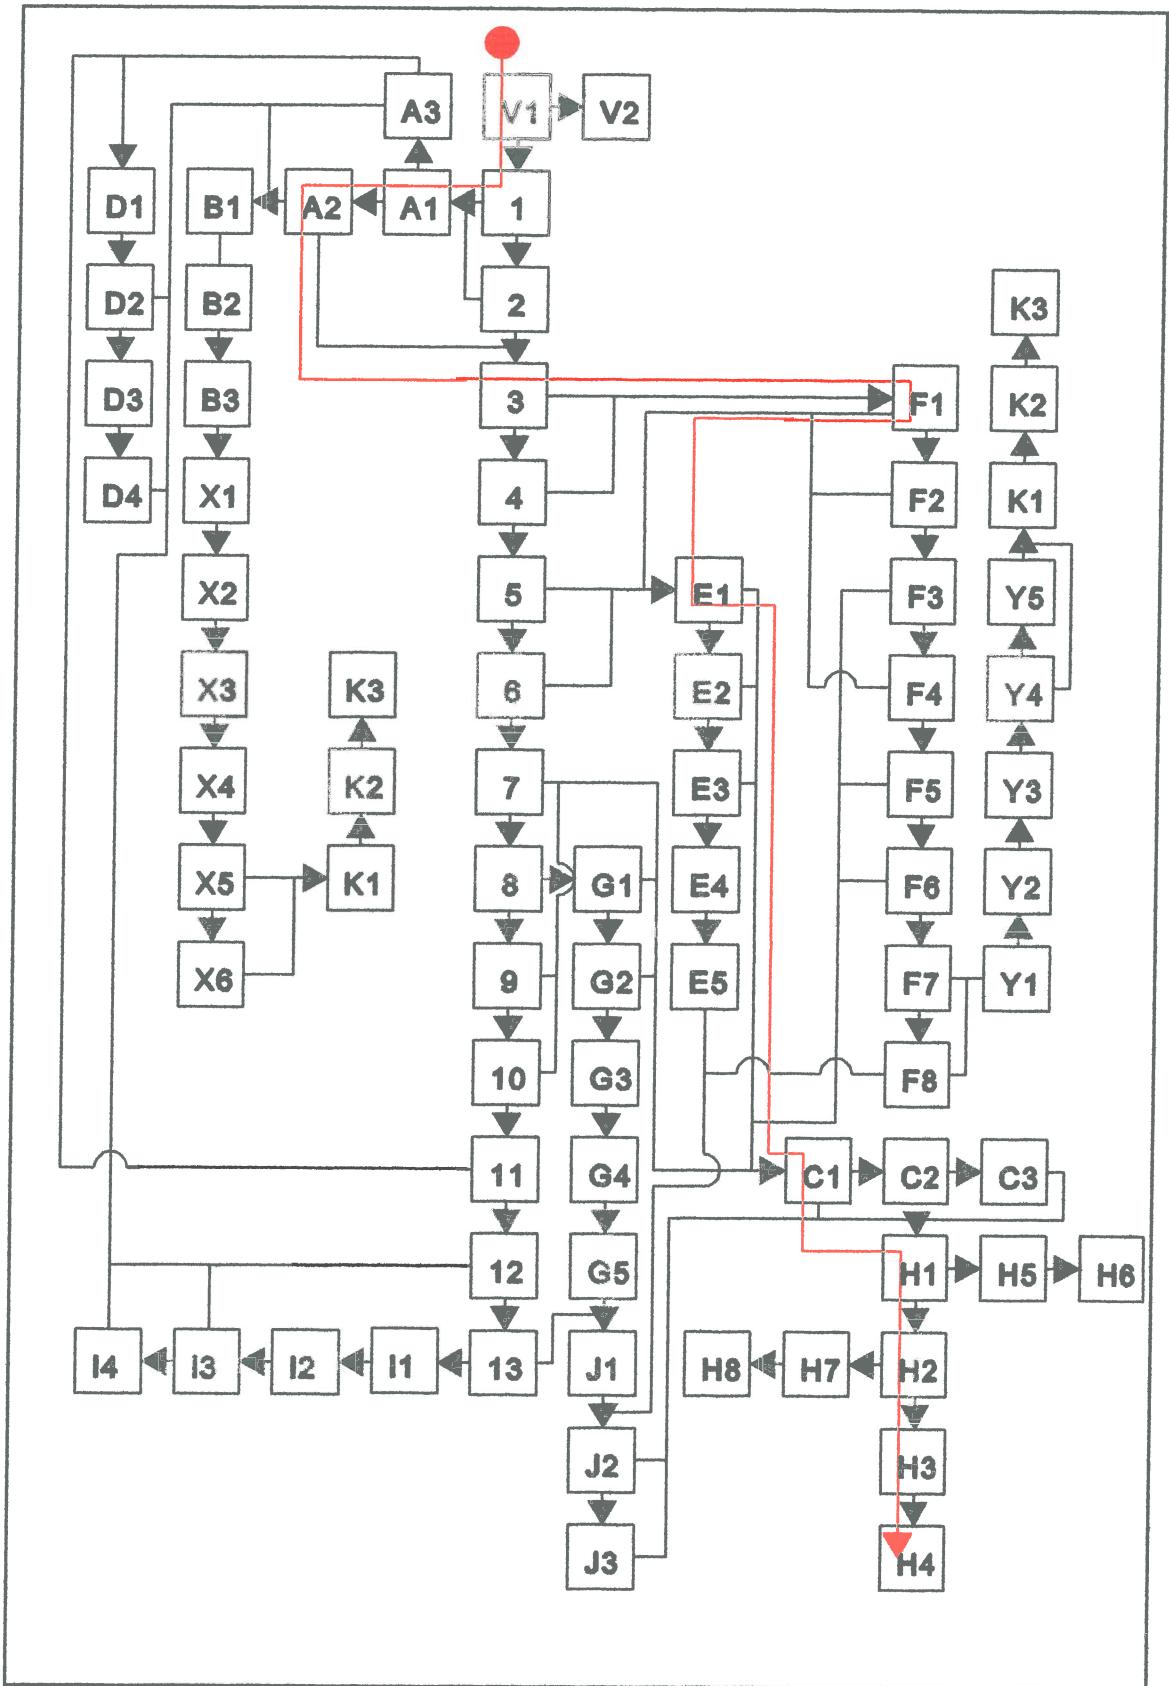 A3 V1 V2
D1 B1 A2 A1 1
D2 B2 2 K3
D3 B3 3 F1 K2
D4 X1 4 F2 K1
X2 5 E1 F3 Y5
X3 K3 6 E2 F4 Y4
X4 K2 7 E3 F5 Y3
X5 K1 8 G1 E4 F6 Y2
X6 9 G2 E5 F7 Y1
10 G3 F8
11 G4 C1 C2 C3
12 G5 H1 H5 H6
I4 I3 I2 I1 13 J1 H8 H7 H2
J2 H3
J3 H4